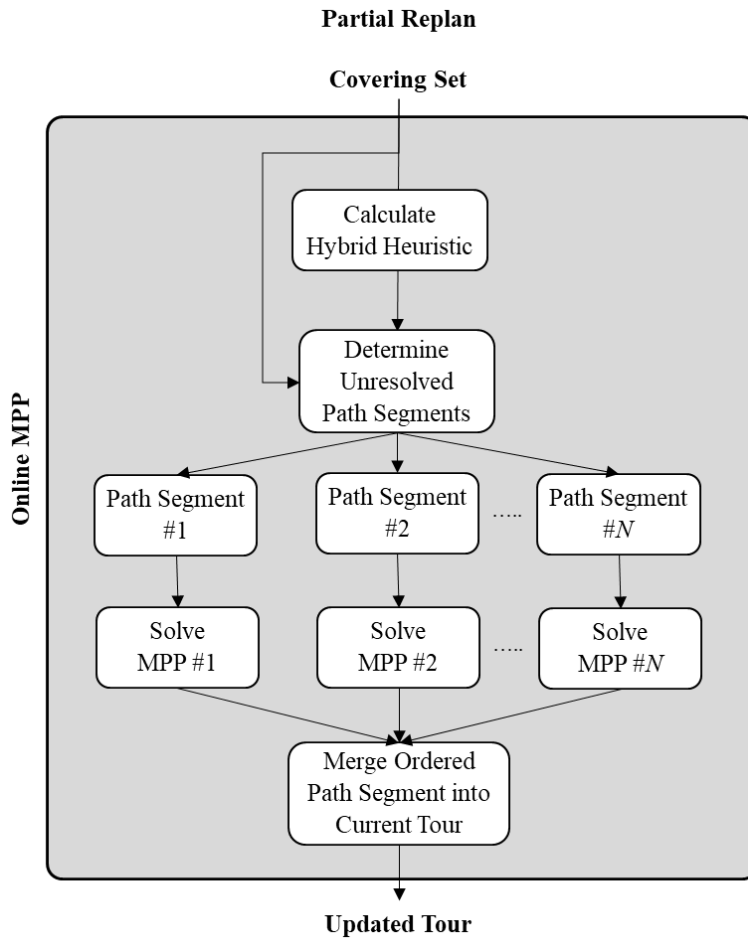 Partial Replan
Covering Set
Calculate
Hybrid Heuristic
Determine
Unresolved
Path Segments
Online MPP
Path Segment
#1
Path Segment
#2
.....
Path Segment
#N
Solve
MPP #1
Solve
MPP #2
.....
Solve
MPP #N
Merge Ordered
Path Segment into
Current Tour
Updated Tour